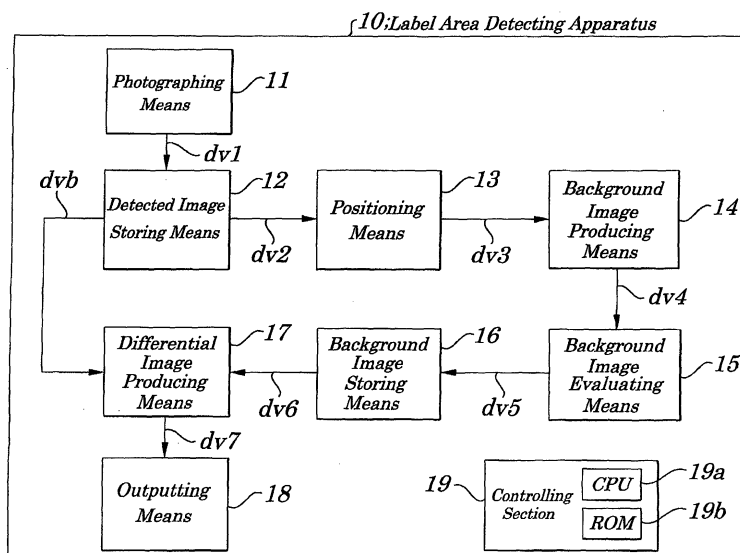 10;Label Area Detecting Apparatus
Photographing
Means
11
dv1
dvb
12
13
Detected Image
Storing Means
dv2
Positioning
Means
dv3
Background
Image
Producing
Means
14
dv4
17
Differential
Image
Producing
Means
dv6
16
Background
Image
Storing
Means
dv5
Background
Image
Evaluating
Means
15
dv7
Outputting
Means
18
19
Controlling
Section
CPU
19a
ROM
19b